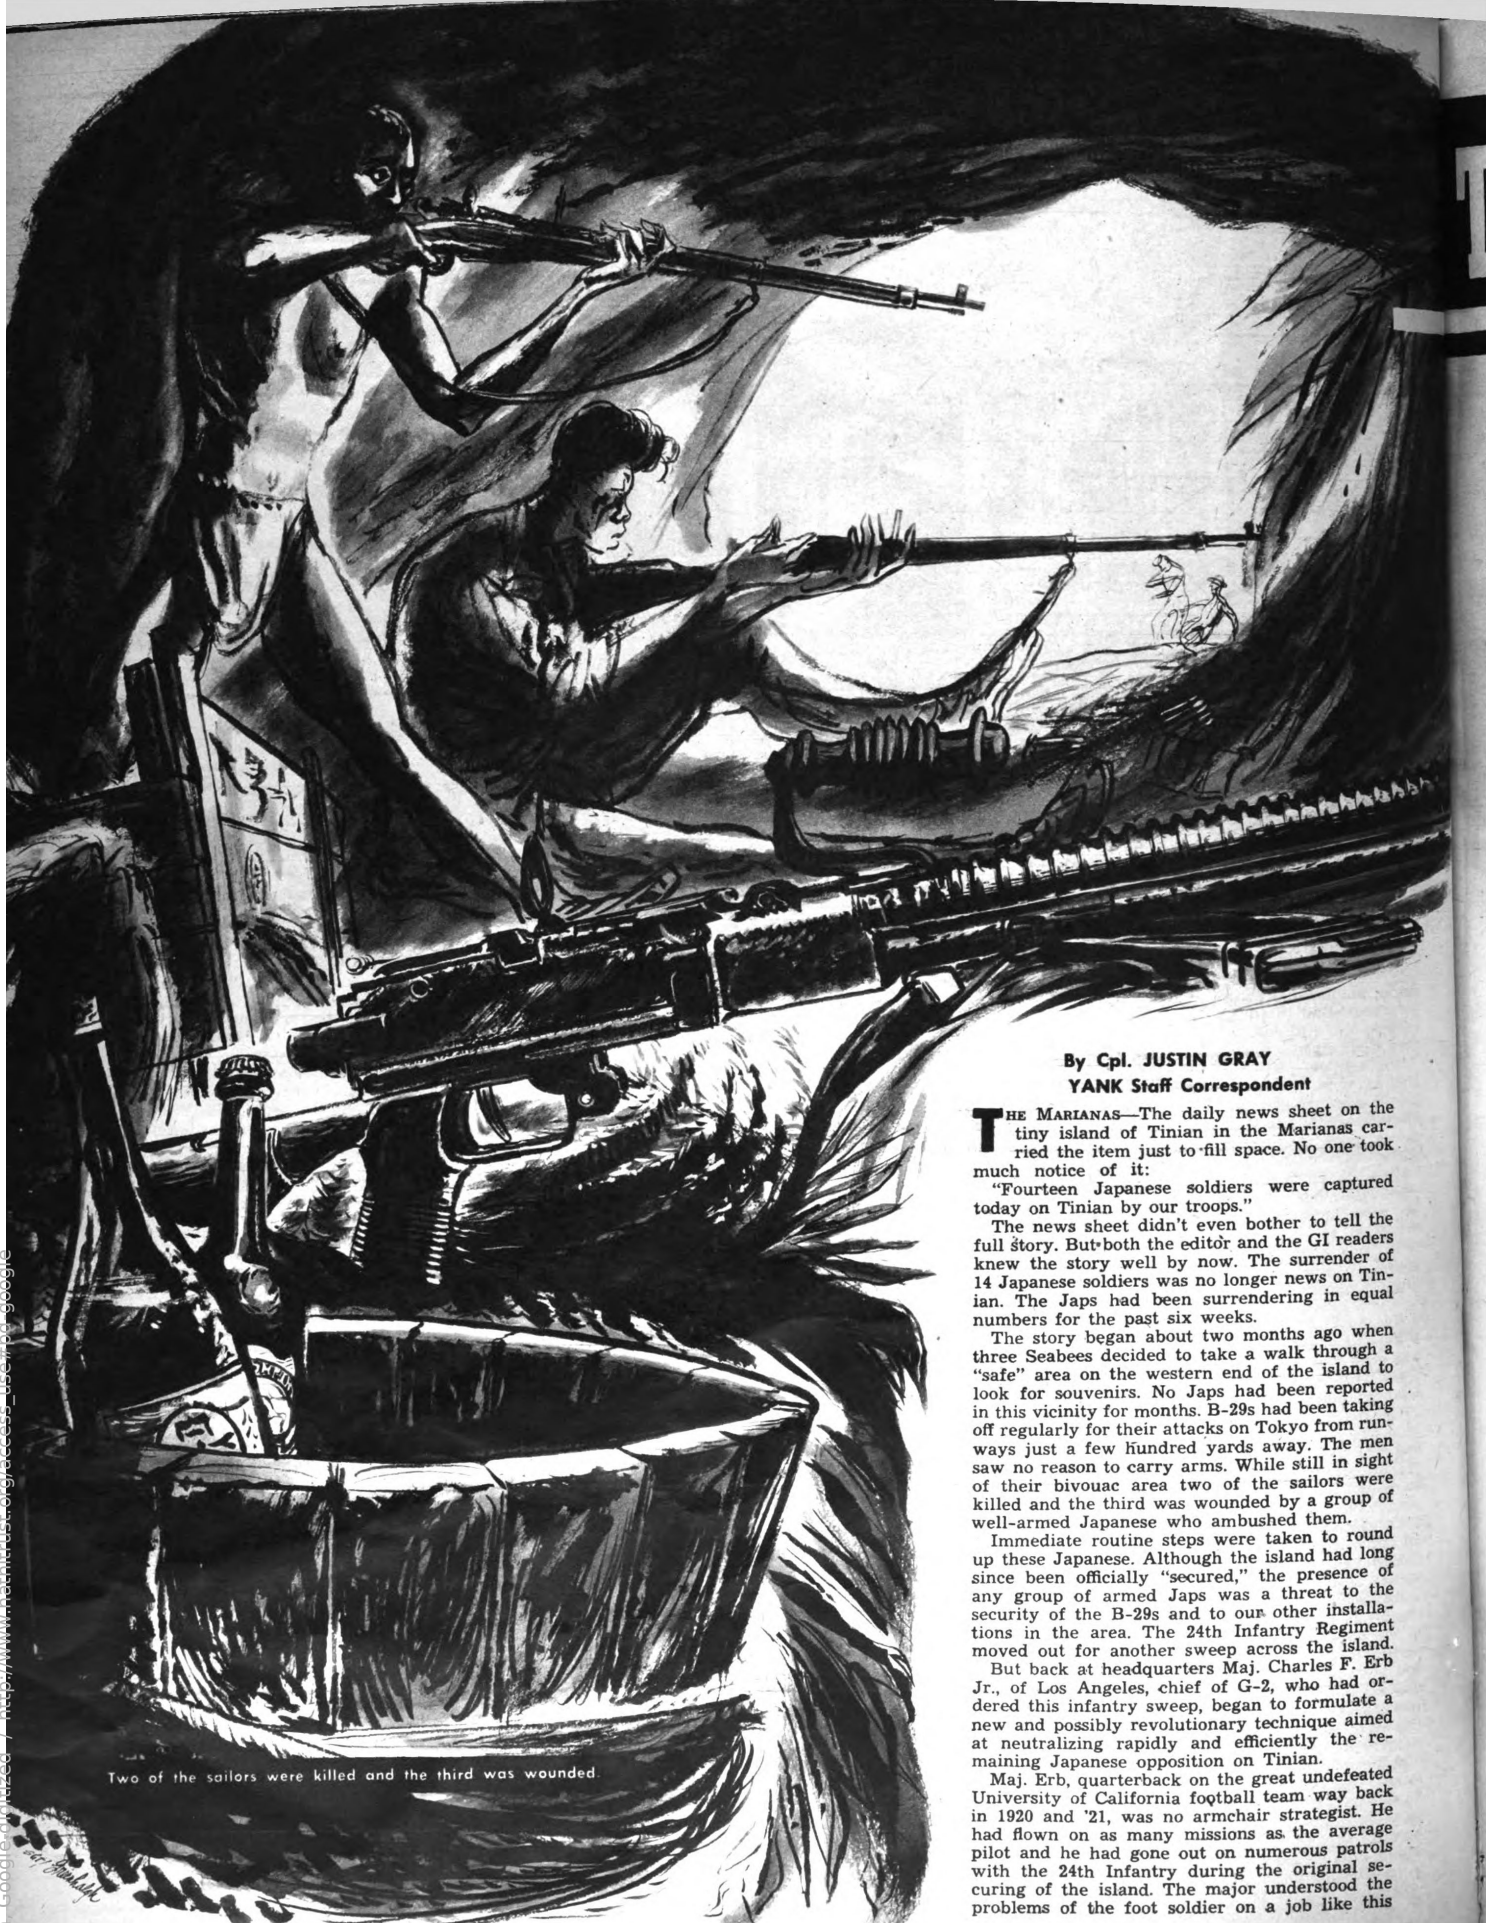 By Cpl. JUSTIN GRAY
YANK Staff Correspondent
THE MARIANAS—The daily news sheet on the
tiny island of Tinian in the Marianas car-
ried the item just to fill space. No one took
much notice of it:
"Fourteen Japanese soldiers were captured
today on Tinian by our troops."
The news sheet didn't even bother to tell the
full story. But both the editor and the GI readers
knew the story well by now. The surrender of
14 Japanese soldiers was no longer news on Tin-
ian. The Japs had been surrendering in equal
numbers for the past six weeks.
The story began about two months ago when
three Seabees decided to take a walk through a
"safe" area on the western end of the island to
look for souvenirs. No Japs had been reported
in this vicinity for months. B-29s had been taking
off regularly for their attacks on Tokyo from run-
ways just a few hundred yards away. The men
saw no reason to carry arms. While still in sight
of their bivouac area two of the sailors were
killed and the third was wounded by a group of
well-armed Japanese who ambushed them.
Immediate routine steps were taken to round
up these Japanese. Although the island had long
since been officially "secured," the presence of
any group of armed Japs was a threat to the
security of the B-29s and to our other installa-
tions in the area. The 24th Infantry Regiment
moved out for another sweep across the island.
But back at headquarters Maj. Charles F. Erb
Jr., of Los Angeles, chief of G-2, who had or-
dered this infantry sweep, began to formulate a
new and possibly revolutionary technique aimed
at neutralizing rapidly and efficiently the re-
maining Japanese opposition on Tinian.
Maj. Erb, quarterback on the great undefeated
University of California football team way back
in 1920 and '21, was no armchair strategist. He
had flown on as many missions as the average
pilot and he had gone out on numerous patrols
with the 24th Infantry during the original se-
curing of the island. The major understood the
problems of the foot soldier on a job like this
Two of the sailors were killed and the third was wounded.
Google-digitized / http://www.hathitrust.org/access_use#pd-google